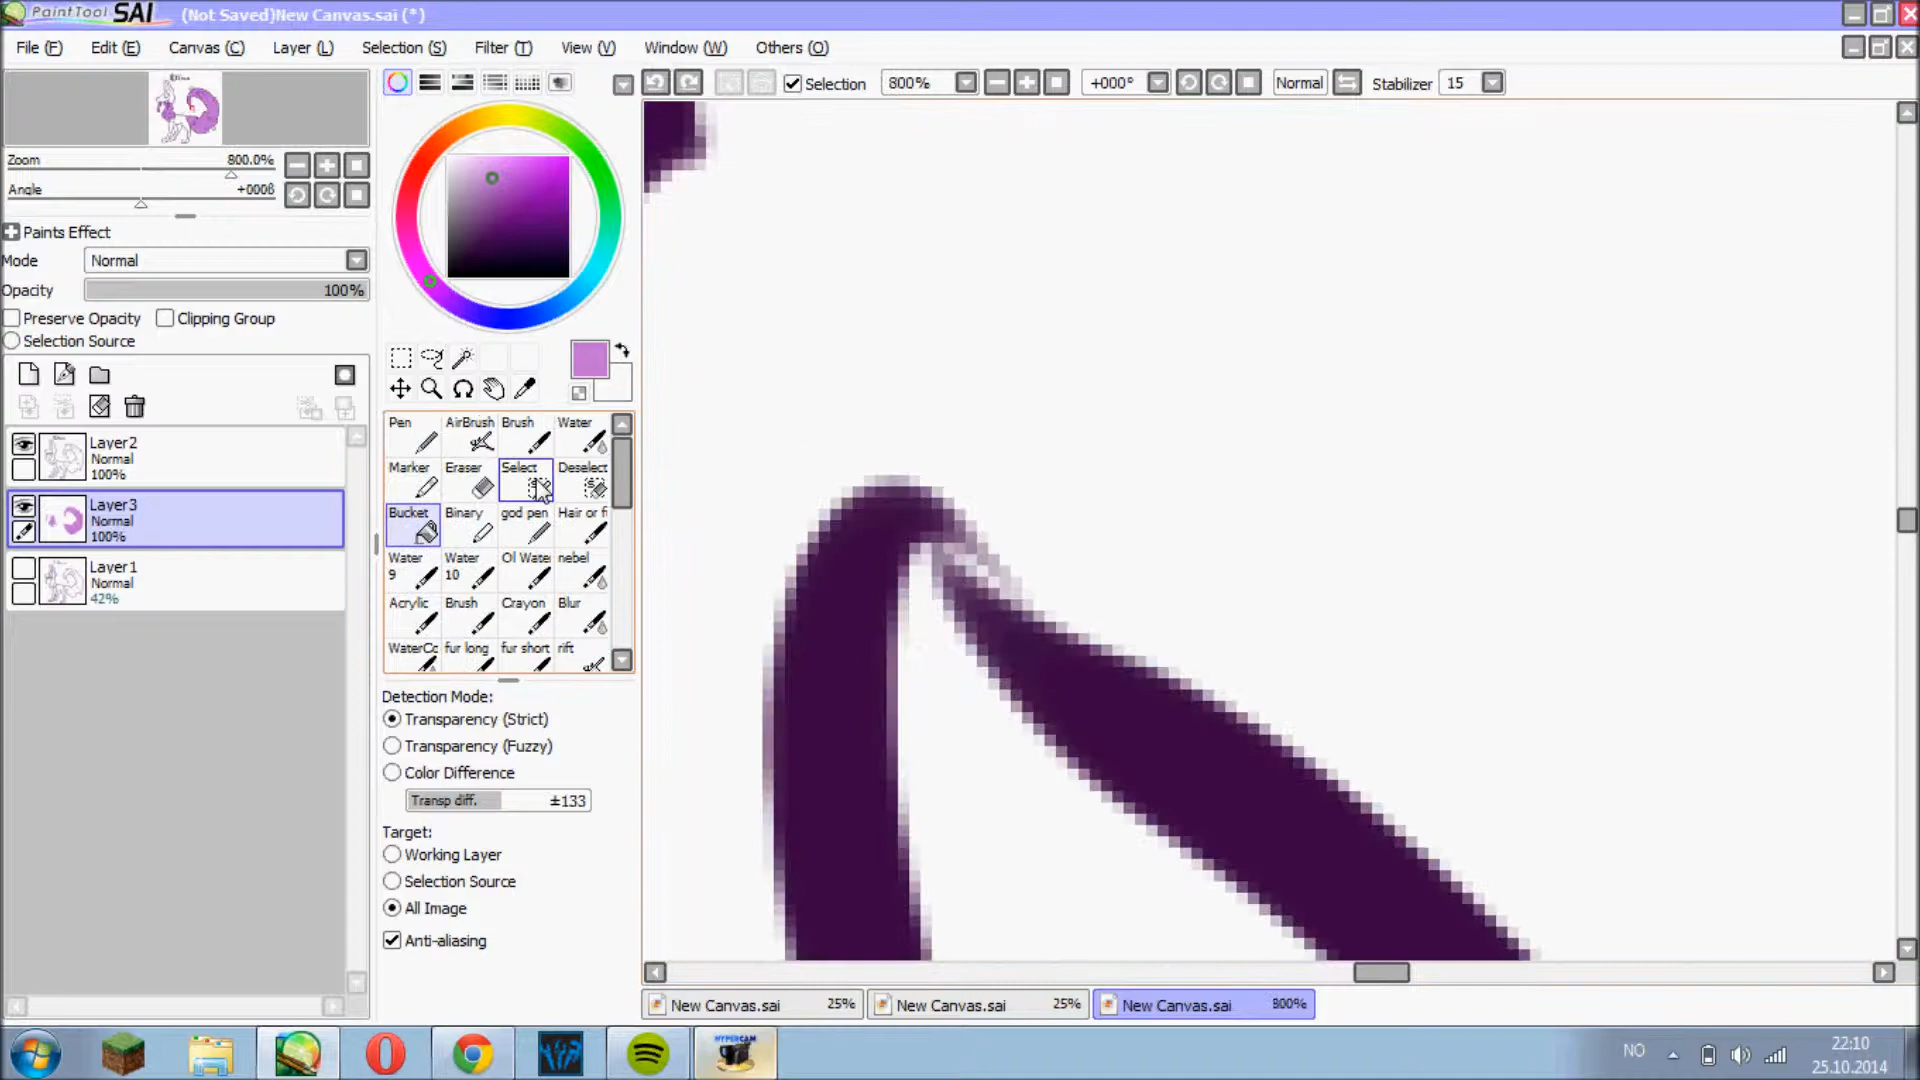 PaintTool SAI (Not Saved)New Canvas.sai (*)
File (F) Edit (E) Canvas (C) Layer (L) Selection (S) Filter (T) View (V) Window (W) Others (O)
Selection 800% +000° Normal Stabilizer 15
Zoom 800.0%
Angle +000ß
Paints Effect
Mode Normal
Opacity 100%
Preserve Opacity Clipping Group
Selection Source
Layer2
Normal
100%
Layer3
Normal
100%
Layer1
Normal
42%
Pen AirBrush Brush Water
Marker Eraser Select Deselect
Bucket Binary god pen Hair or f
Water 9 Water 10 Ol Wate nebel
Acrylic Brush Crayon Blur
WaterCo fur long fur short rift
Detection Mode:
Transparency (Strict)
Transparency (Fuzzy)
Color Difference
Transp diff. ±133
Target:
Working Layer
Selection Source
All Image
Anti-aliasing
New Canvas.sai 25% New Canvas.sai 25% New Canvas.sai 800%
HYPERCAM
NO
22:10
25.10.2014